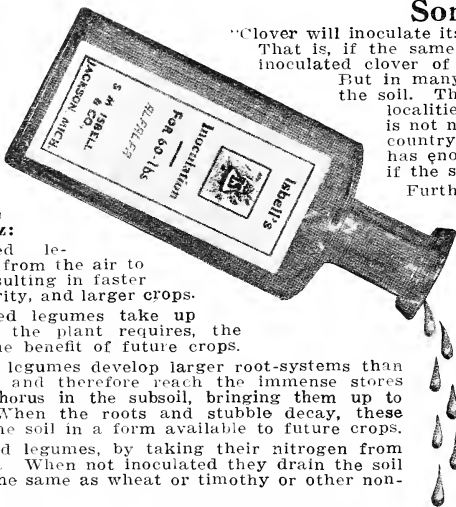 Som
"Clover will inoculate its
That is, if the same
inoculated clover of
But in many
the soil. Th
localitie
is not n
country
has enou
if the s
Furth
Isbell's
Inoculation
For 60-lbs
ALFALFA
S. M. ISBELL
& CO.
JACKSON MICH.
z:
ed le-
from the air to
sulting in faster
rity, and larger crops.
ed legumes take up
the plant requires, the
he benefit of future crops.
legumes develop larger root-systems than
and therefore reach the immense stores
horus in the subsoil, bringing them up to
When the roots and stubble decay, these
he soil in a form available to future crops.
d legumes, by taking their nitrogen from
. When not inoculated they drain the soil
he same as wheat or timothy or other non-